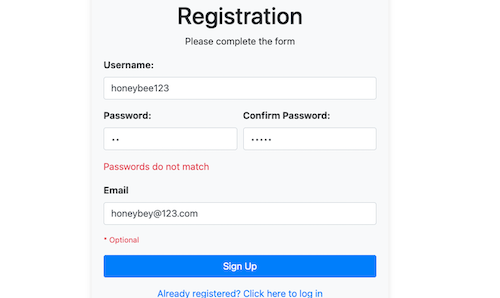 Registration
Please complete the form
Username:
honeybee123
Password: Confirm Password:
•• •••••
Passwords do not match
Email
honeybey@123.com
* Optional
Sign Up
Already registered? Click here to log in